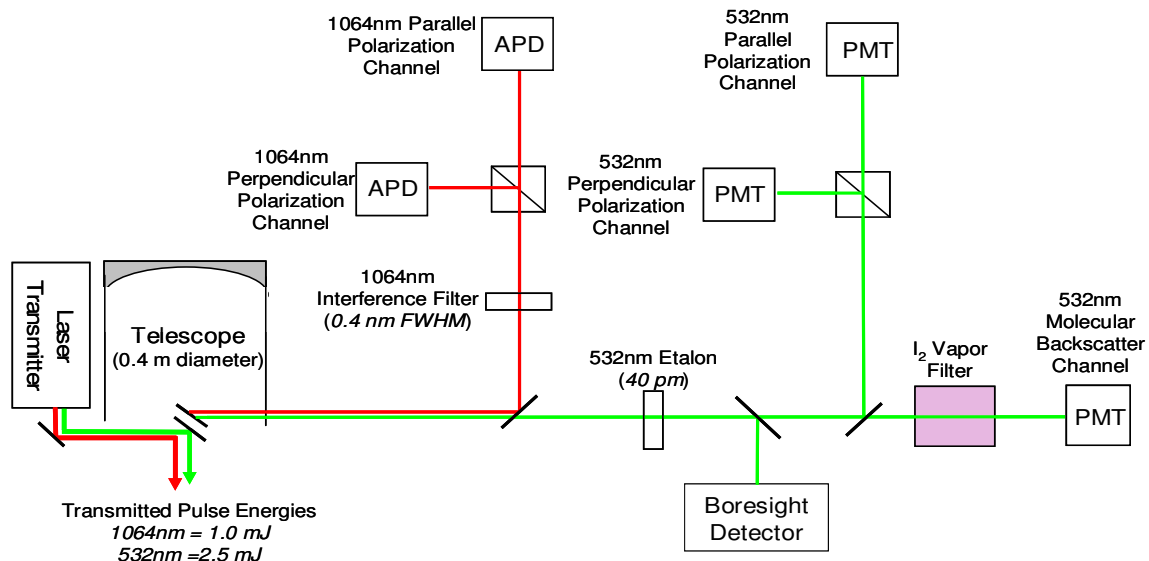 1064nm Parallel
Polarization
Channel
APD
532nm
Parallel
Polarization
Channel
PMT
1064nm
Perpendicular
Polarization
Channel
APD
532nm
Perpendicular
Polarization
Channel
PMT
Laser
Transmitter
Telescope
(0.4 m diameter)
1064nm
Interference Filter
(0.4 nm FWHM)
532nm Etalon
(40 pm)
I2 Vapor
Filter
532nm
Molecular
Backscatter
Channel
PMT
Boresight
Detector
Transmitted Pulse Energies
1064nm = 1.0 mJ
532nm =2.5 mJ